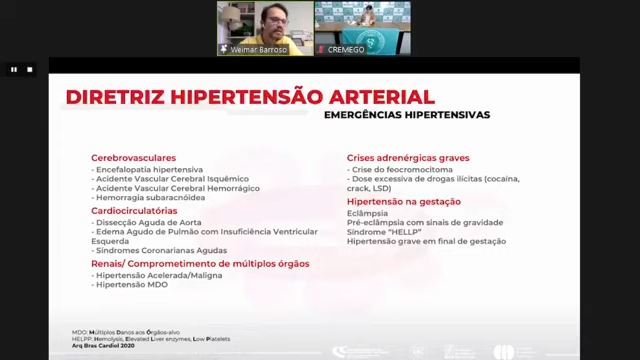 Weimar Barroso
CREMEGO
DIRETRIZ HIPERTENSÃO ARTERIAL
EMERGÊNCIAS HIPERTENSIVAS
Cerebrovasculares
- Encefalopatia hipertensiva
- Acidente Vascular Cerebral Isquêmico
- Acidente Vascular Cerebral Hemorrágico
- Hemorragia subaracnóidea
Cardiocirculatórias
- Dissecção Aguda de Aorta
- Edema Agudo de Pulmão com Insuficiência Ventricular
Esquerda
- Síndromes Coronarianas Agudas
Renais/ Comprometimento de múltiplos órgãos
- Hipertensão Acelerada/Maligna
- Hipertensão MDO
Crises adrenérgicas graves
- Crise do feocromocitoma
- Dose excessiva de drogas ilícitas (cocaína,
crack, LSD)
Hipertensão na gestação
Eclâmpsia
Pré-eclâmpsia com sinais de gravidade
Síndrome "HELLP"
Hipertensão grave em final de gestação
MDO: Múltiplos Danos aos Órgãos-alvo
HELPP: Hemolysis, Elevated Liver enzymes, Low Platelets
Arq Bras Cardiol 2020